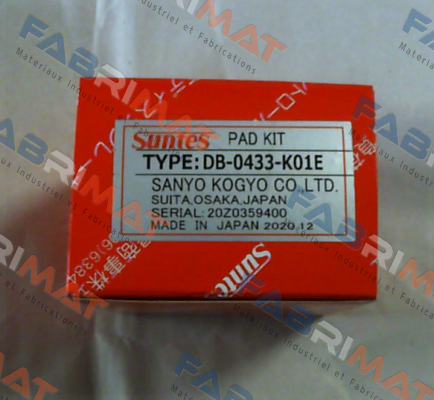 Suntes PAD KIT
TYPE: DB-0433-K01E
SANYO KOGYO CO. LTD.
SUITA, OSAKA, JAPAN
SERIAL: 20Z0359400
MADE IN JAPAN 2020.12
Suntes
FABRIMAT
Materiaux Industriel et Fabrications